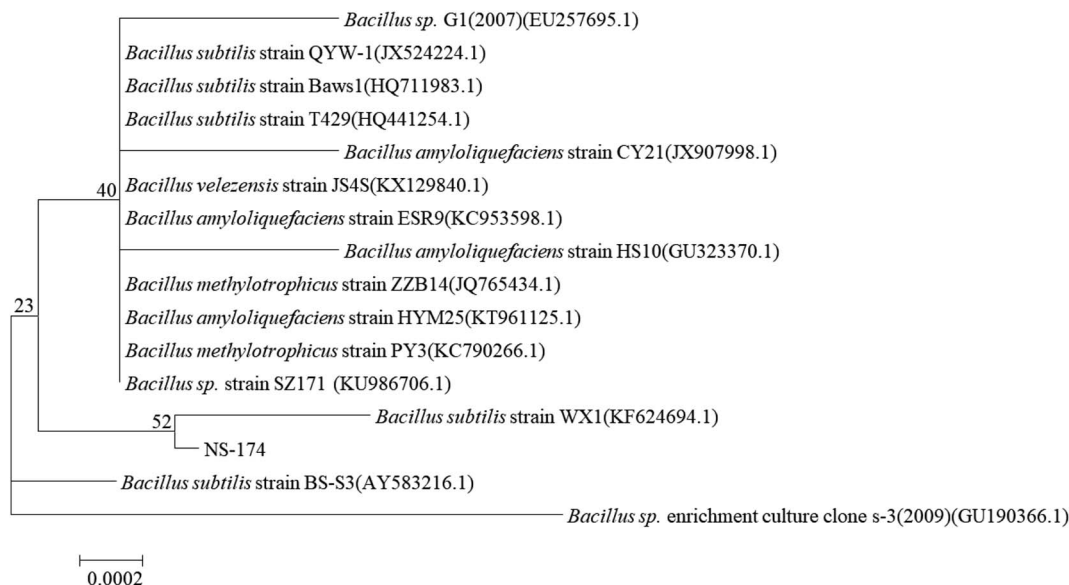 Bacillus sp. G1(2007)(EU257695.1)
Bacillus subtilis strain QYW-1(JX524224.1)
Bacillus subtilis strain Baws1(HQ711983.1)
Bacillus subtilis strain T429(HQ441254.1)
Bacillus amyloliquefaciens strain CY21(JX907998.1)
40
Bacillus velezensis strain JS4S(KX129840.1)
Bacillus amyloliquefaciens strain ESR9(KC953598.1)
Bacillus amyloliquefaciens strain HS10(GU323370.1)
Bacillus methylotrophicus strain ZZB14(JQ765434.1)
23
Bacillus amyloliquefaciens strain HYM25(KT961125.1)
Bacillus methylotrophicus strain PY3(KC790266.1)
Bacillus sp. strain SZ171 (KU986706.1)
52
Bacillus subtilis strain WX1(KF624694.1)
NS-174
Bacillus subtilis strain BS-S3(AY583216.1)
Bacillus sp. enrichment culture clone s-3(2009)(GU190366.1)
0.0002